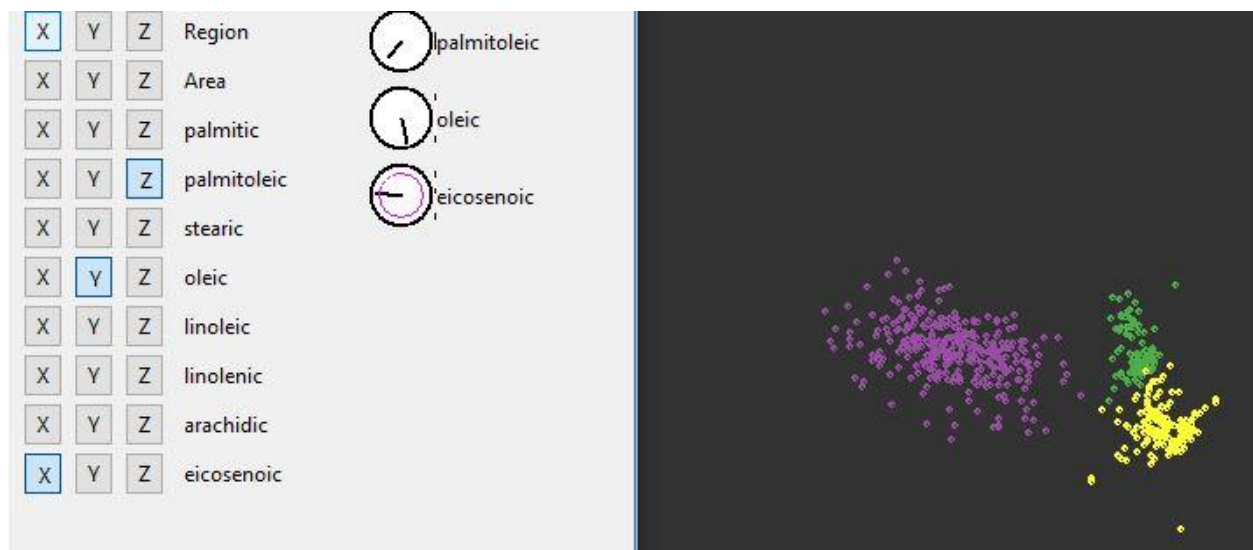 X Y Z Region
palmitoleic
X Y Z Area
oleic
X Y Z palmitic
X Y Z palmitoleic
eicosenoic
X Y Z stearic
X Y Z oleic
X Y Z linoleic
X Y Z linolenic
X Y Z arachidic
X Y Z eicosenoic